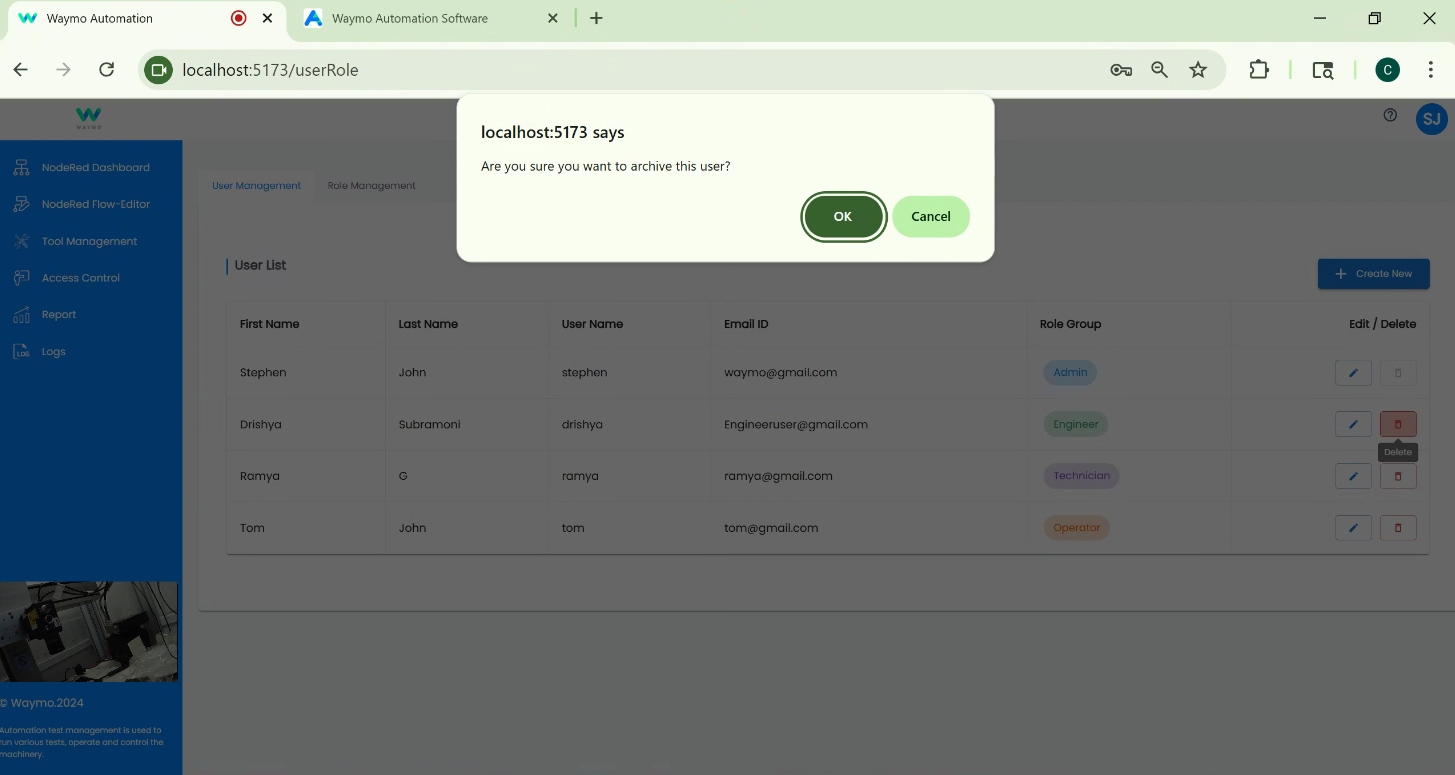 Waymo Automation
Waymo Automation Software
localhost:5173/userRole
C
WAYMO
SJ
localhost:5173 says
Are you sure you want to archive this user?
OK
Cancel
NodeRed Dashboard
NodeRed Flow-Editor
Tool Management
Access Control
Report
LOG
Logs
User Management
Role Management
User List
Create New
First Name
Last Name
User Name
Email ID
Role Group
Edit / Delete
Stephen
John
stephen
waymo@gmail.com
Admin
Drishya
Subramoni
drishya
Engineeruser@gmail.com
Engineer
Delete
Ramya
G
ramya
ramya@gmail.com
Technician
Tom
John
tom
tom@gmail.com
Operator
© Waymo.2024
Automation test management is used to
run various tests, operate and control the
machinery.